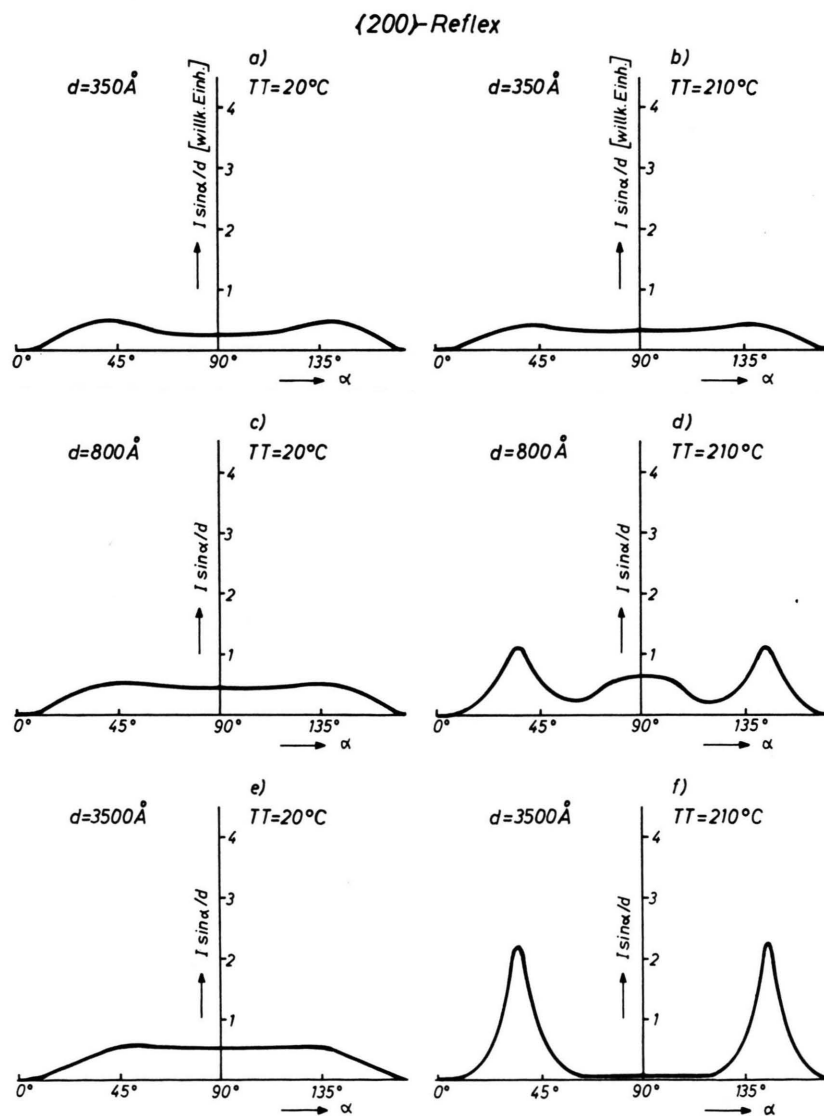 {200}-Reflex
a)
d=350Å
TT=20°C
I sinα/d [willk.Einh.]
4
3
2
1
0°
45°
90°
135°
α
b)
d=350Å
TT=210°C
I sinα/d [willk.Einh.]
4
3
2
1
0°
45°
90°
135°
α
c)
d=800Å
TT=20°C
I sinα/d
4
3
2
1
0°
45°
90°
135°
α
d)
d=800Å
TT=210°C
I sinα/d
4
3
2
1
0°
45°
90°
135°
α
e)
d=3500Å
TT=20°C
I sinα/d
4
3
2
1
0°
45°
90°
135°
α
f)
d=3500Å
TT=210°C
I sinα/d
4
3
2
1
0°
45°
90°
135°
α